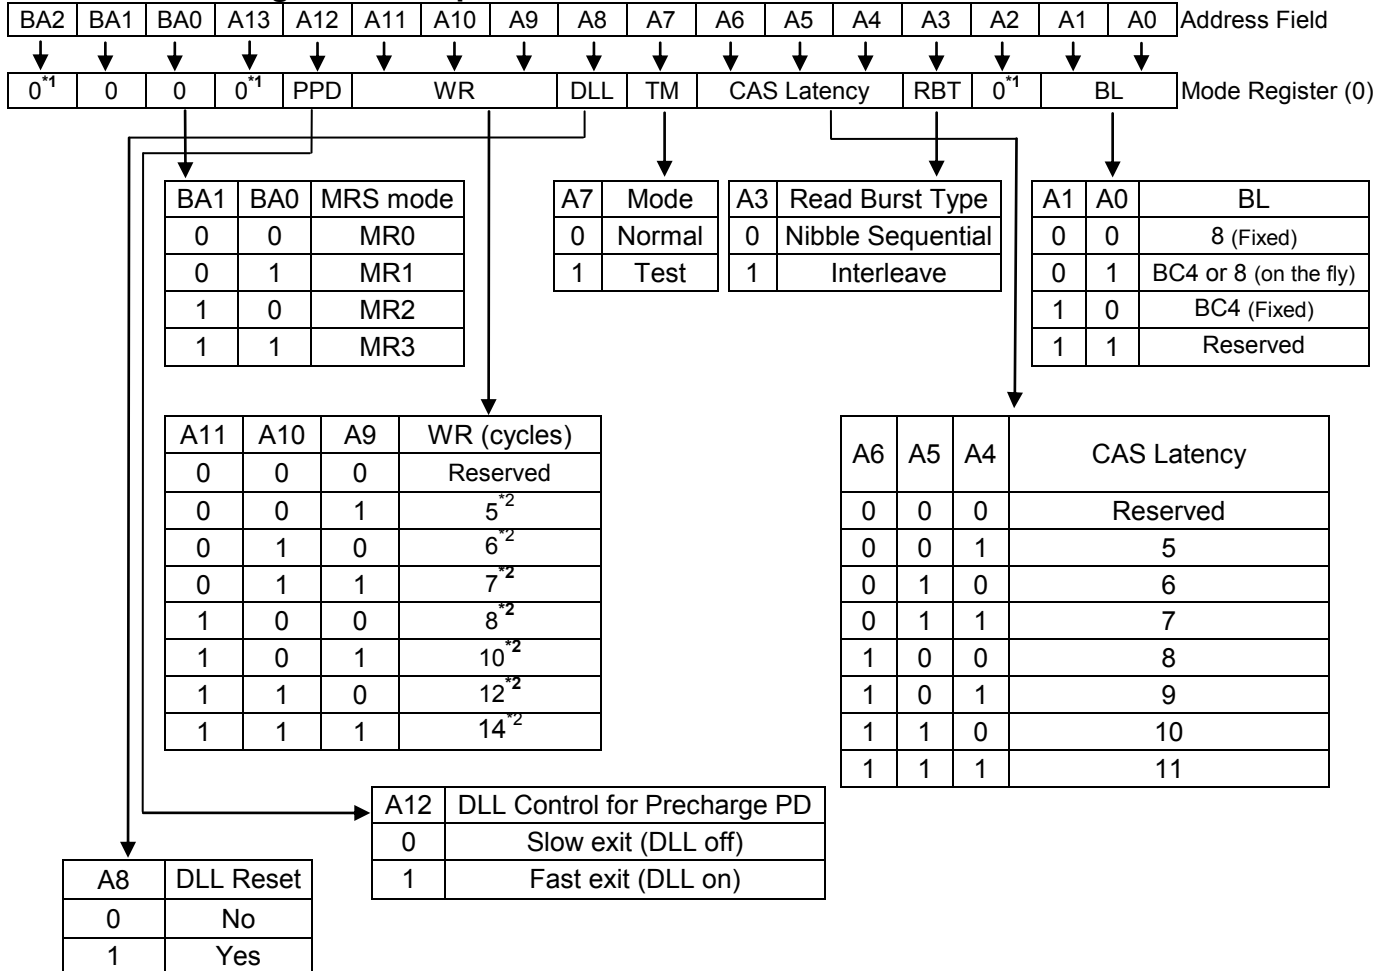 BA2 BA1 BA0 A13 A12 A11 A10 A9 A8 A7 A6 A5 A4 A3 A2 A1 A0 Address Field
0*1 0 0 0*1 PPD WR DLL TM CAS Latency RBT 0*1 BL Mode Register (0)
BA1 BA0 MRS mode
0 0 MR0
0 1 MR1
1 0 MR2
1 1 MR3
A7 Mode
0 Normal
1 Test
A3 Read Burst Type
0 Nibble Sequential
1 Interleave
A1 A0 BL
0 0 8 (Fixed)
0 1 BC4 or 8 (on the fly)
1 0 BC4 (Fixed)
1 1 Reserved
A11 A10 A9 WR (cycles)
0 0 0 Reserved
0 0 1 5*2
0 1 0 6*2
0 1 1 7*2
1 0 0 8*2
1 0 1 10*2
1 1 0 12*2
1 1 1 14*2
A6 A5 A4 CAS Latency
0 0 0 Reserved
0 0 1 5
0 1 0 6
0 1 1 7
1 0 0 8
1 0 1 9
1 1 0 10
1 1 1 11
A12 DLL Control for Precharge PD
0 Slow exit (DLL off)
1 Fast exit (DLL on)
A8 DLL Reset
0 No
1 Yes